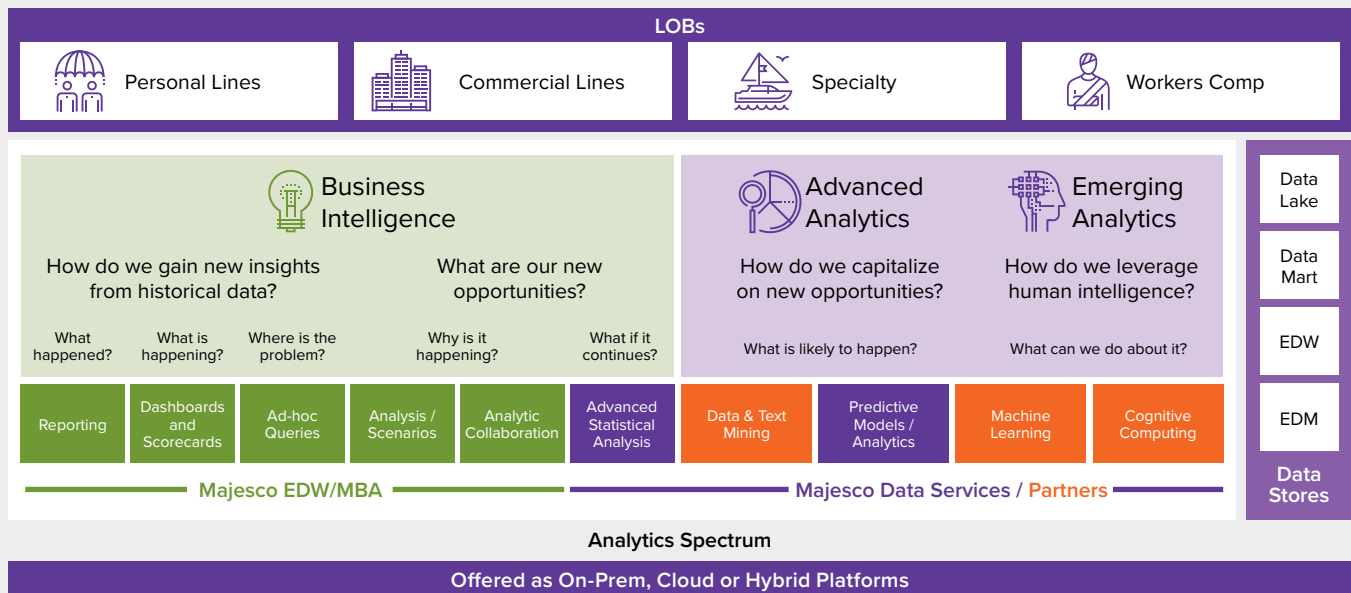 LOBs
Personal Lines
Commercial Lines
Specialty
Workers Comp
Business
Intelligence
How do we gain new insights
from historical data?
What are our new
opportunities?
What
happened?
What is
happening?
Where is the
problem?
Why is it
happening?
What if it
continues?
Advanced
Analytics
How do we capitalize
on new opportunities?
What is likely to happen?
Emerging
Analytics
How do we leverage
human intelligence?
What can we do about it?
Reporting
Dashboards
and
Scorecards
Ad-hoc
Queries
Analysis /
Scenarios
Analytic
Collaboration
Advanced
Statistical
Analysis
Data & Text
Mining
Predictive
Models /
Analytics
Machine
Learning
Cognitive
Computing
Majesco EDW/MBA
Majesco Data Services / Partners
Data
Lake
Data
Mart
EDW
EDM
Data
Stores
Analytics Spectrum
Offered as On-Prem, Cloud or Hybrid Platforms